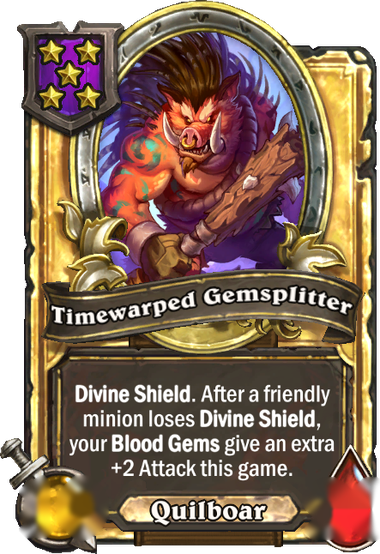 Timewarped Gemsplitter
Divine Shield. After a friendly
minion loses Divine Shield,
your Blood Gems give an extra
+2 Attack this game.
Quilboar